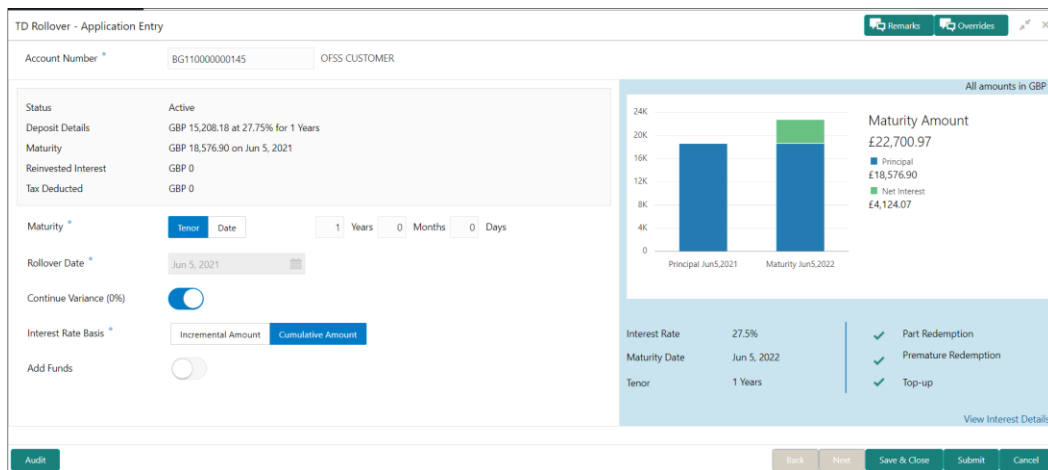 TD Rollover - Application Entry
Remarks
Overrides
Account Number *
BG110000000145
OFSS CUSTOMER
Status
Active
Deposit Details
GBP 15,208.18 at 27.75% for 1 Years
Maturity
GBP 18,576.90 on Jun 5, 2021
Reinvested Interest
GBP 0
Tax Deducted
GBP 0
Maturity *
Tenor
Date
1 Years 0 Months 0 Days
Rollover Date *
Jun 5, 2021
Continue Variance (0%)
Interest Rate Basis *
Incremental Amount
Cumulative Amount
Add Funds
All amounts in GBP
24K
20K
16K
12K
8K
4K
0
Principal Jun5,2021
Maturity Jun5,2022
Maturity Amount
£22,700.97
Principal
£18,576.90
Net Interest
£4,124.07
Interest Rate
27.5%
Maturity Date
Jun 5, 2022
Tenor
1 Years
Part Redemption
Premature Redemption
Top-up
View Interest Details
Audit
Back
Next
Save & Close
Submit
Cancel